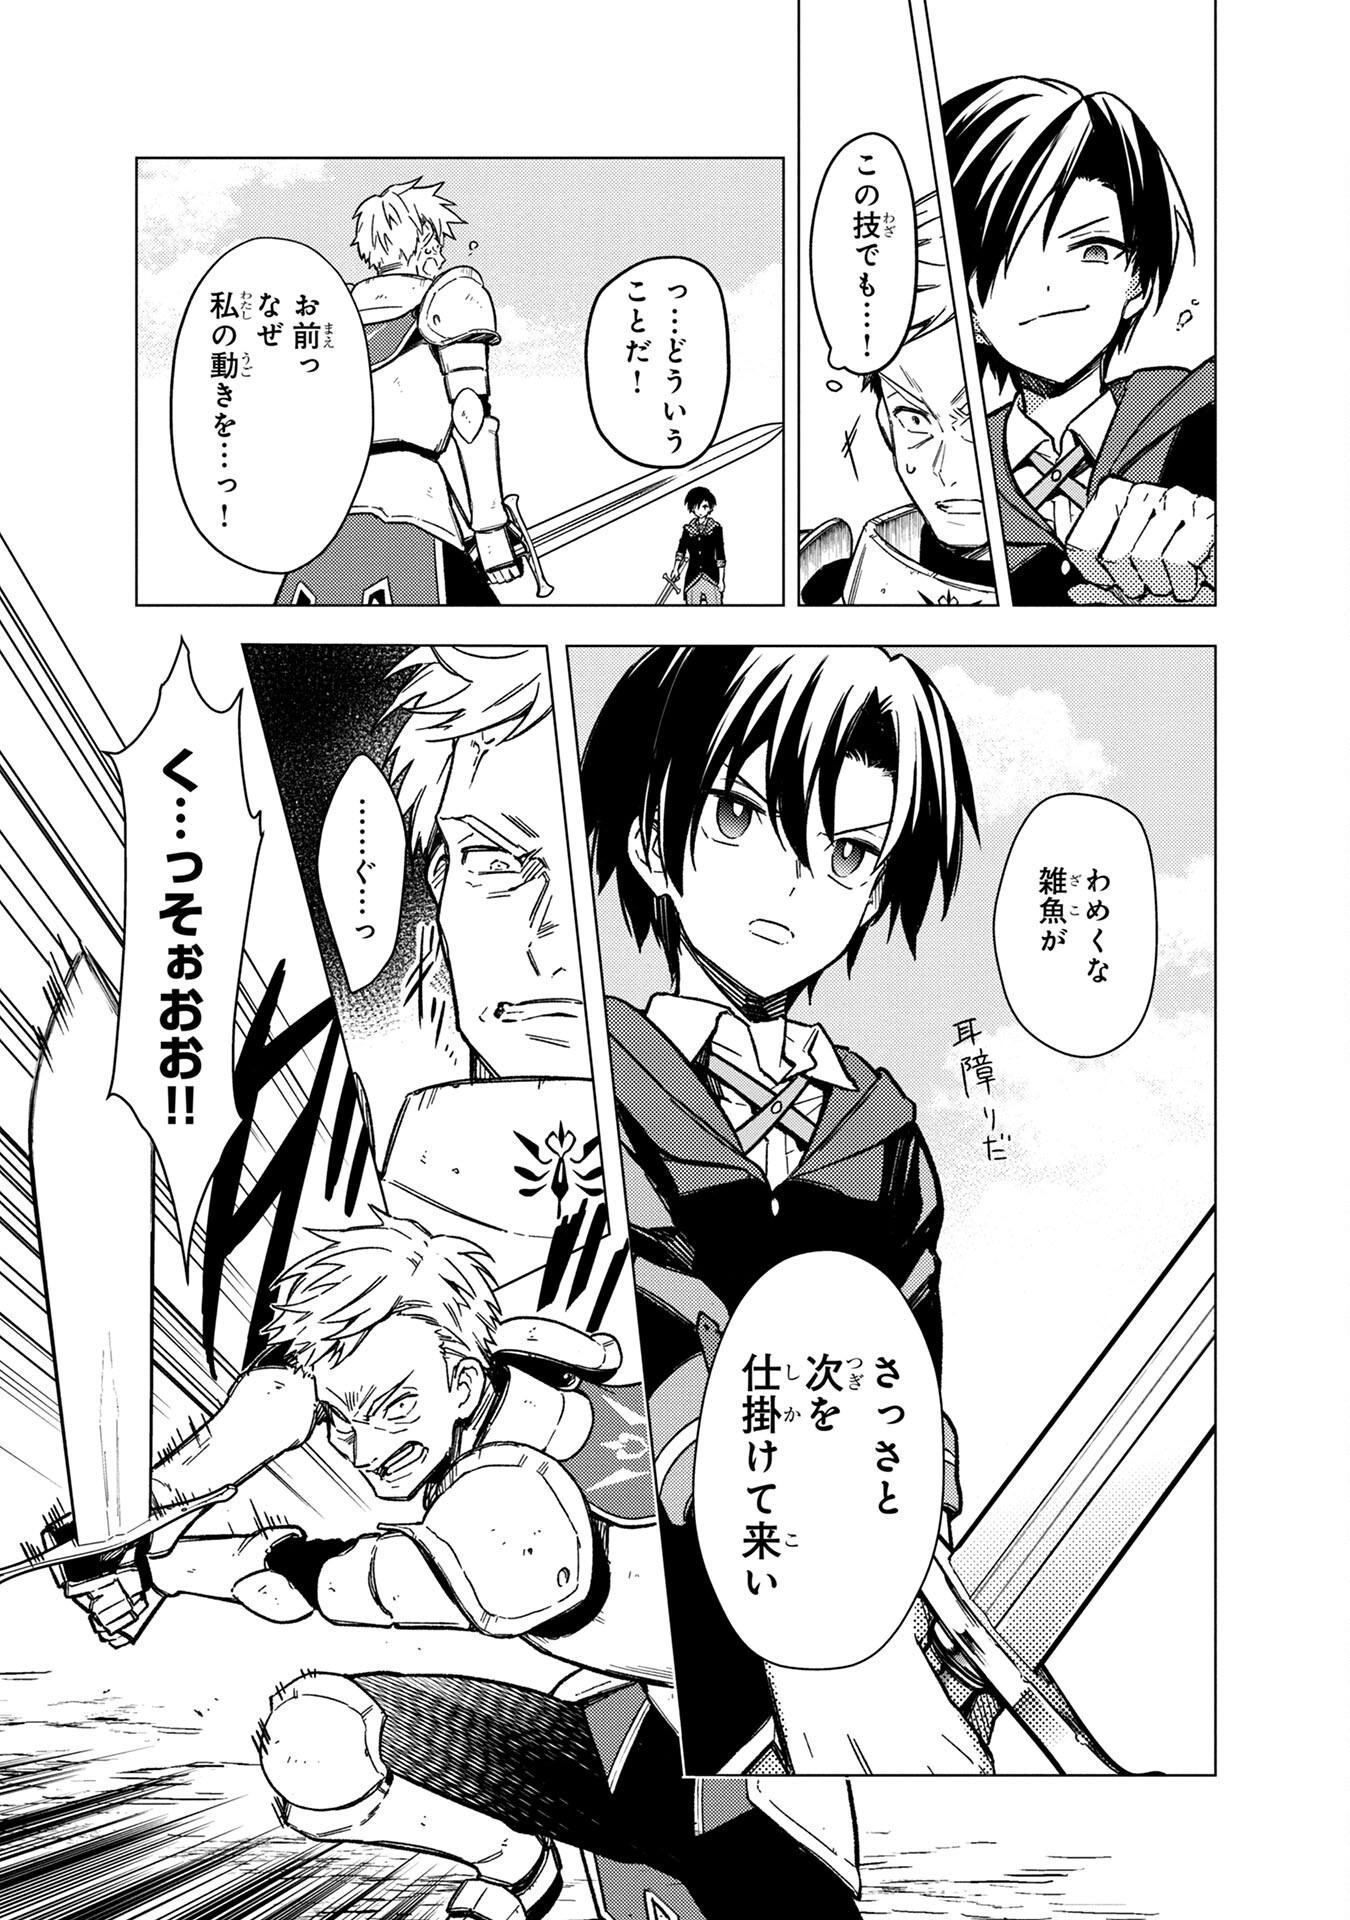 この技でも…！
っ…どういう
ことだ！
お前っ
なぜ
私の動きを…っ！
わめくな
雑魚が
耳障りだ
さっさと
次を
仕掛けて来い
……ぐ…っ
く…っそぉおお!!